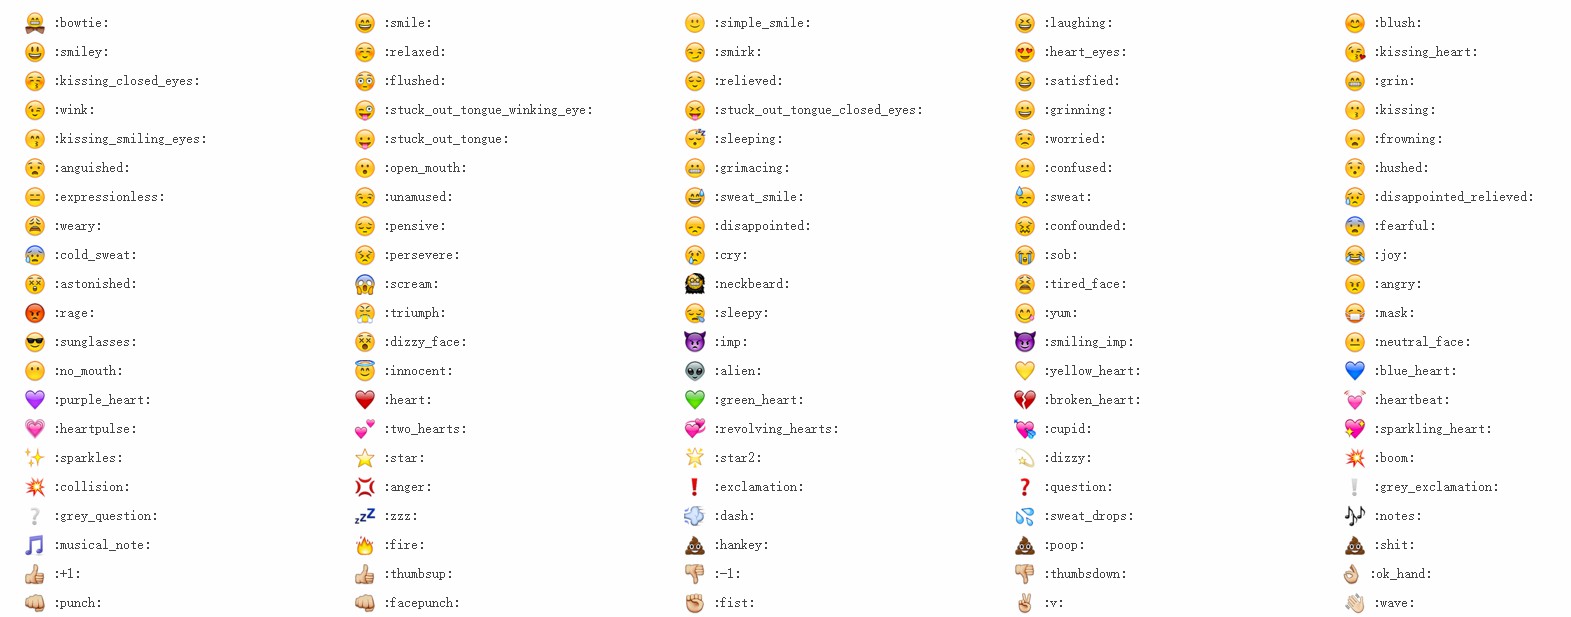 :bowtie: :smile: :simple_smile: :laughing: :blush:
:smiley: :relaxed: :smirk: :heart_eyes: :kissing_heart:
:kissing_closed_eyes: :flushed: :relieved: :satisfied: :grin:
:wink: :stuck_out_tongue_winking_eye: :stuck_out_tongue_closed_eyes: :grinning: :kissing:
:kissing_smiling_eyes: :stuck_out_tongue: :sleeping: :worried: :frowning:
:anguished: :open_mouth: :grimacing: :confused: :hushed:
:expressionless: :unamused: :sweat_smile: :sweat: :disappointed_relieved:
:weary: :pensive: :disappointed: :confounded: :fearful:
:cold_sweat: :persevere: :cry: :sob: :joy:
:astonished: :scream: :neckbeard: :tired_face: :angry:
:rage: :triumph: :sleepy: :yum: :mask:
:sunglasses: :dizzy_face: :imp: :smiling_imp: :neutral_face:
:no_mouth: :innocent: :alien: :yellow_heart: :blue_heart:
:purple_heart: :heart: :green_heart: :broken_heart: :heartbeat:
:heartpulse: :two_hearts: :revolving_hearts: :cupid: :sparkling_heart:
:sparkles: :star: :star2: :dizzy: :boom:
:collision: :anger: :exclamation: :question: :grey_exclamation:
:grey_question: :zzz: :dash: :sweat_drops: :notes:
:musical_note: :fire: :hankey: :poop: :shit:
:+1: :thumbsup: :-1: :thumbsdown: :ok_hand:
:punch: :facepunch: :fist: :v: :wave: